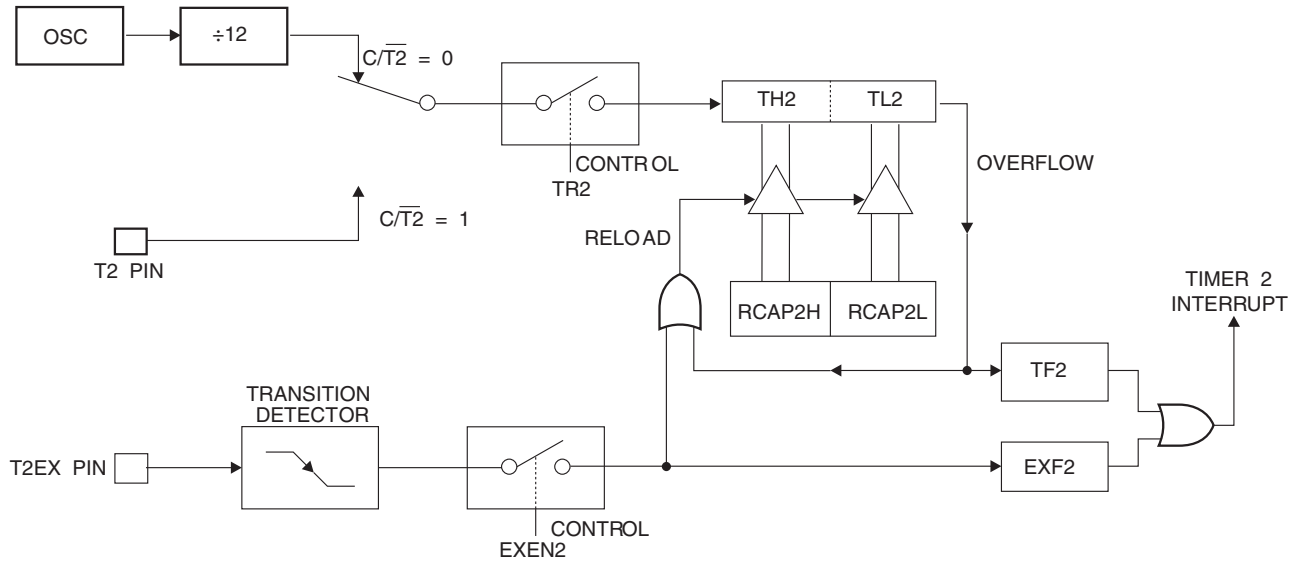 OSC
÷12
C/T2̅ = 0
TH2
TL2
CONTROL
TR2
OVERFLOW
C/T2̅ = 1
T2 PIN
RELOAD
RCAP2H
RCAP2L
TIMER 2
INTERRUPT
TF2
TRANSITION
DETECTOR
T2EX PIN
EXF2
CONTROL
EXEN2